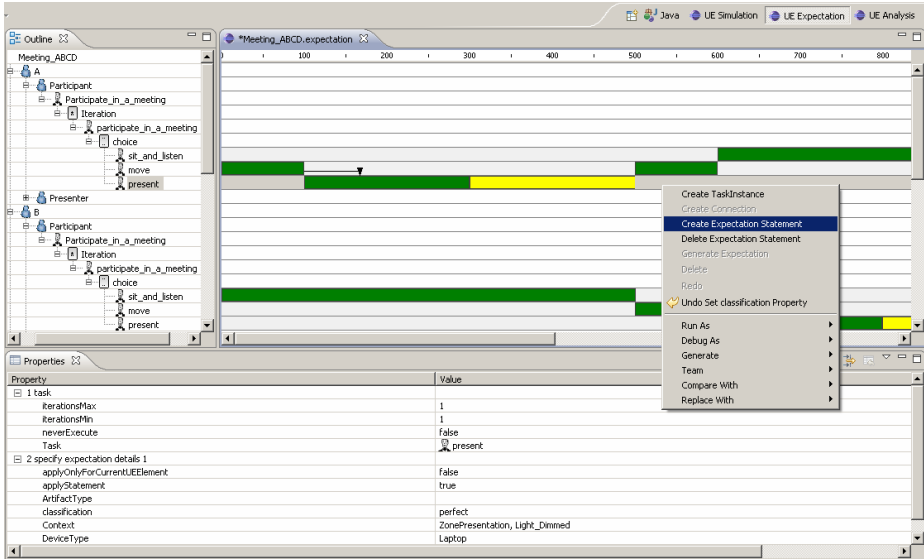 Java UE Simulation UE Expectation UE Analysis
Outline
Meeting_ABCD
A
Participant
Participate_in_a_meeting
Iteration
participate_in_a_meeting
choice
sit_and_listen
move
present
Presenter
B
Participant
Participate_in_a_meeting
Iteration
participate_in_a_meeting
choice
sit_and_listen
move
present
*Meeting_ABCD.expectation
100 200 300 400 500 600 700 800
Create TaskInstance
Create Connection
Create Expectation Statement
Delete Expectation Statement
Generate Expectation
Delete
Redo
Undo Set classification Property
Run As
Debug As
Generate
Team
Compare With
Replace With
Properties
Property Value
1 task
iterationsMax 1
iterationsMin 1
neverExecute false
Task present
2 specify expectation details 1
applyOnlyForCurrentUEElement false
applyStatement true
ArtifactType
classification perfect
Context ZonePresentation, Light_Dimmed
DeviceType Laptop